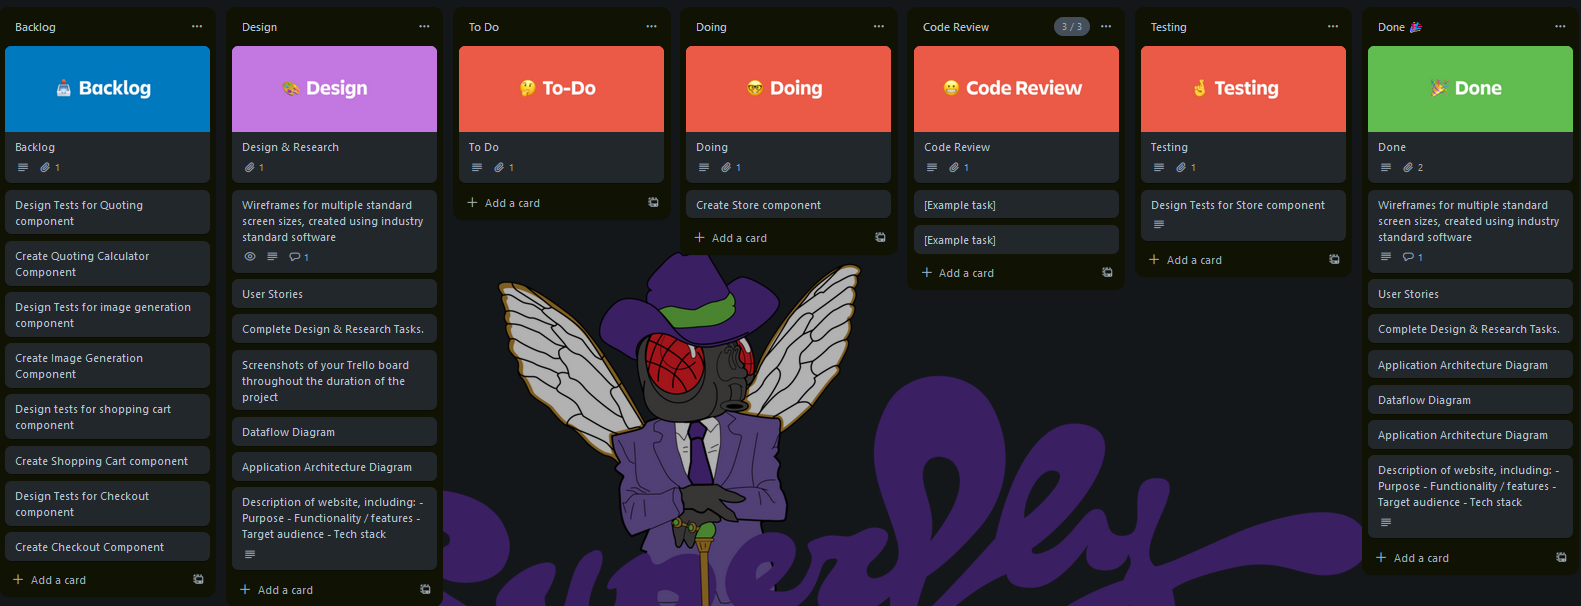 Backlog
Backlog
Backlog
1
Design Tests for Quoting
component
Create Quoting Calculator
Component
Design Tests for image generation
component
Create Image Generation
Component
Design tests for shopping cart
component
Create Shopping Cart component
Design Tests for Checkout
component
Create Checkout Component
+ Add a card
Design
Design
Design & Research
1
Wireframes for multiple standard
screen sizes, created using industry
standard software
1
User Stories
Complete Design & Research Tasks.
Screenshots of your Trello board
throughout the duration of the
project
Dataflow Diagram
Application Architecture Diagram
Description of website, including: -
Purpose - Functionality / features -
Target audience - Tech stack
+ Add a card
To Do
To-Do
To Do
1
+ Add a card
Doing
Doing
Doing
1
Create Store component
+ Add a card
Code Review
3 / 3
Code Review
Code Review
1
[Example task]
[Example task]
+ Add a card
Testing
Testing
Testing
1
Design Tests for Store component
+ Add a card
Done
Done
Done
2
Wireframes for multiple standard
screen sizes, created using industry
standard software
1
User Stories
Complete Design & Research Tasks.
Application Architecture Diagram
Dataflow Diagram
Application Architecture Diagram
Description of website, including: -
Purpose - Functionality / features -
Target audience - Tech stack
+ Add a card
Superfly